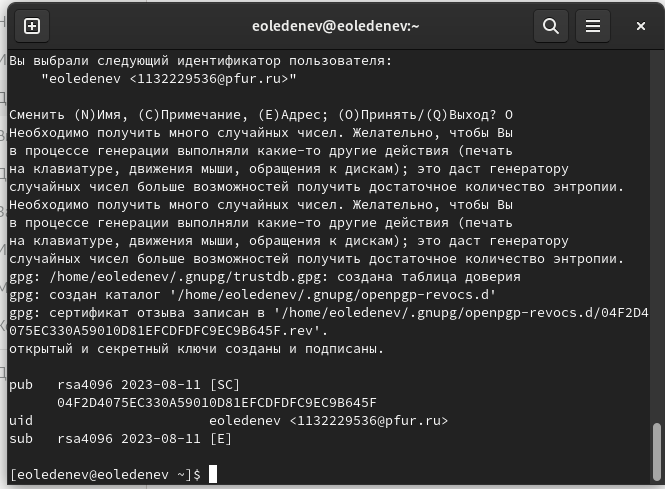 eoledenev@eoledenev:~
Вы выбрали следующий идентификатор пользователя:
"eoledenev <1132229536@pfur.ru>"
Сменить (N)Имя, (C)Примечание, (E)Адрес; (O)Принять/(Q)Выход? O
Необходимо получить много случайных чисел. Желательно, чтобы Вы
в процессе генерации выполняли какие-то другие действия (печать
на клавиатуре, движения мыши, обращения к дискам); это даст генератору
случайных чисел больше возможностей получить достаточное количество энтропии.
Необходимо получить много случайных чисел. Желательно, чтобы Вы
в процессе генерации выполняли какие-то другие действия (печать
на клавиатуре, движения мыши, обращения к дискам); это даст генератору
случайных чисел больше возможностей получить достаточное количество энтропии.
gpg: /home/eoledenev/.gnupg/trustdb.gpg: создана таблица доверия
gpg: создан каталог '/home/eoledenev/.gnupg/openpgp-revocs.d'
gpg: сертификат отзыва записан в '/home/eoledenev/.gnupg/openpgp-revocs.d/04F2D4
075EC330A59010D81EFCDFDFC9EC9B645F.rev'.
открытый и секретный ключи созданы и подписаны.
pub   rsa4096 2023-08-11 [SC]
04F2D4075EC330A59010D81EFCDFDFC9EC9B645F
uid                      eoledenev <1132229536@pfur.ru>
sub   rsa4096 2023-08-11 [E]
[eoledenev@eoledenev ~]$